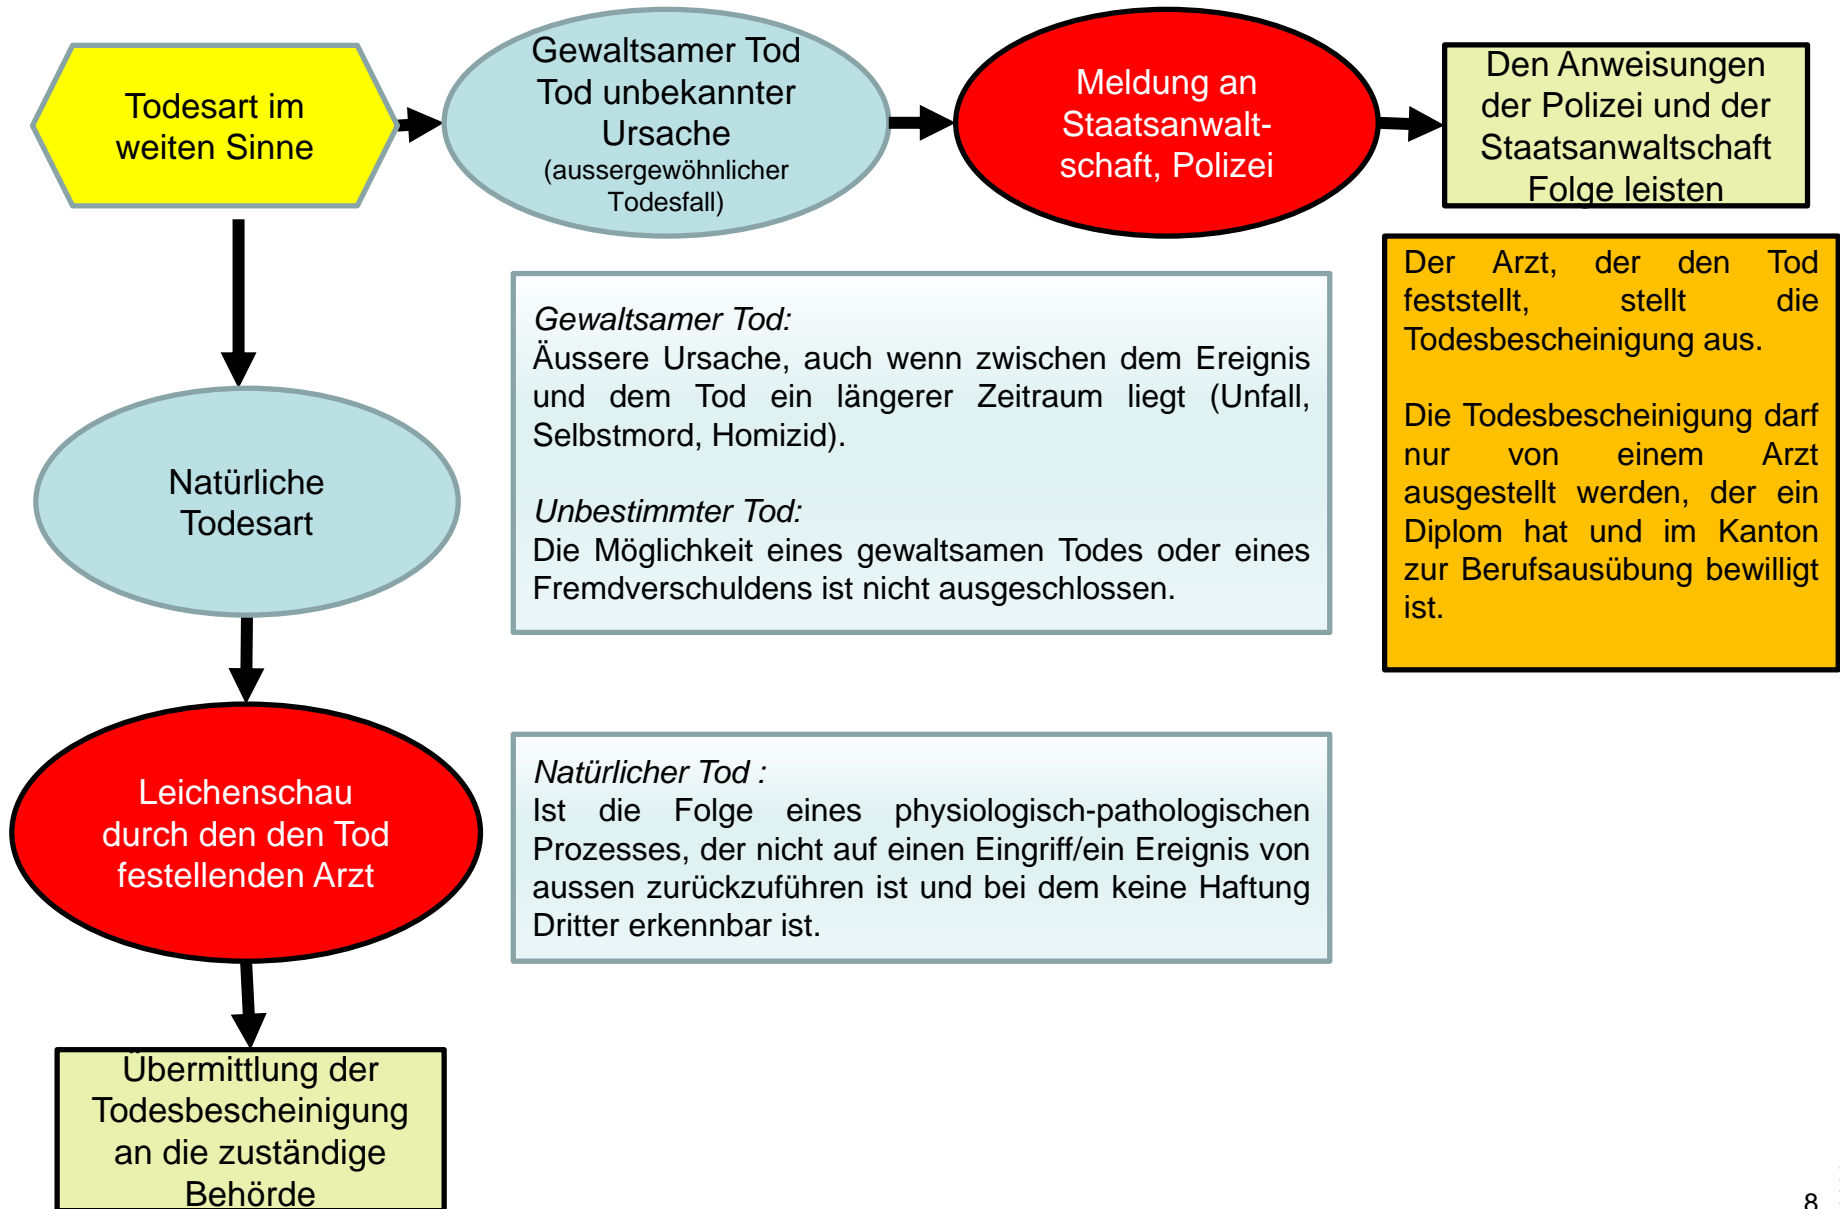 Todesart im
weiten Sinne
Gewaltsamer Tod
Tod unbekannter
Ursache
(aussergewöhnlicher
Todesfall)
Meldung an
Staatsanwalt-
schaft, Polizei
Den Anweisungen
der Polizei und der
Staatsanwaltschaft
Folge leisten
Gewaltsamer Tod:
Äussere Ursache, auch wenn zwischen dem Ereignis
und dem Tod ein längerer Zeitraum liegt (Unfall,
Selbstmord, Homizid).
Unbestimmter Tod:
Die Möglichkeit eines gewaltsamen Todes oder eines
Fremdverschuldens ist nicht ausgeschlossen.
Der Arzt, der den Tod
feststellt, stellt die
Todesbescheinigung aus.
Die Todesbescheinigung darf
nur von einem Arzt
ausgestellt werden, der ein
Diplom hat und im Kanton
zur Berufsausübung bewilligt
ist.
Natürliche
Todesart
Leichenschau
durch den den Tod
festellenden Arzt
Natürlicher Tod :
Ist die Folge eines physiologisch-pathologischen
Prozesses, der nicht auf einen Eingriff/ein Ereignis von
aussen zurückzuführen ist und bei dem keine Haftung
Dritter erkennbar ist.
Übermittlung der
Todesbescheinigung
an die zuständige
Behörde
8